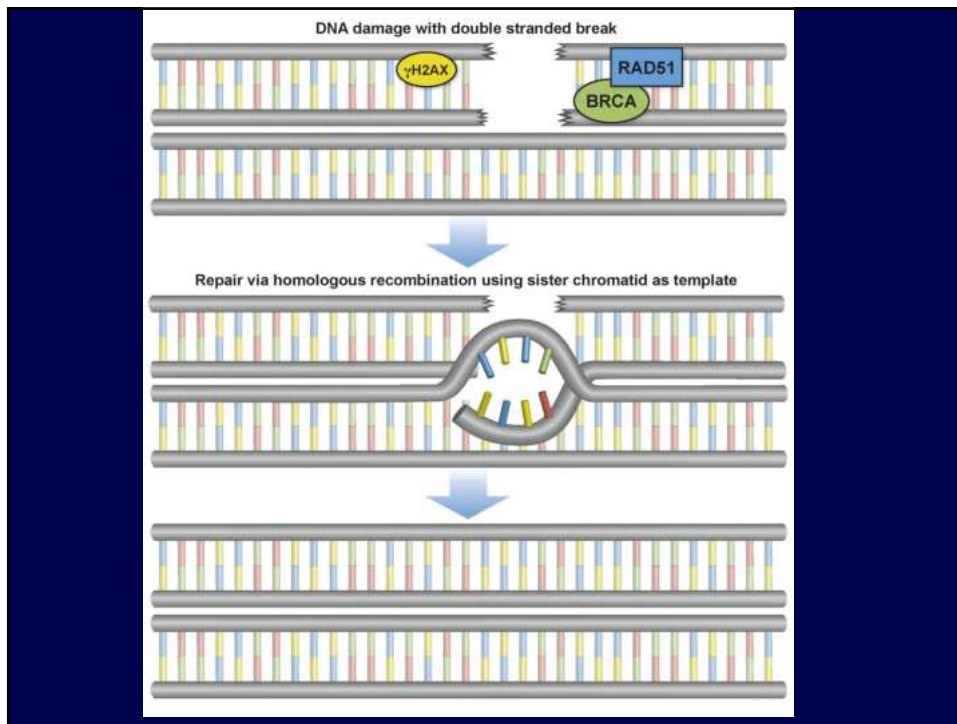 DNA damage with double stranded break
γH2AX
RAD51
BRCA
Repair via homologous recombination using sister chromatid as template